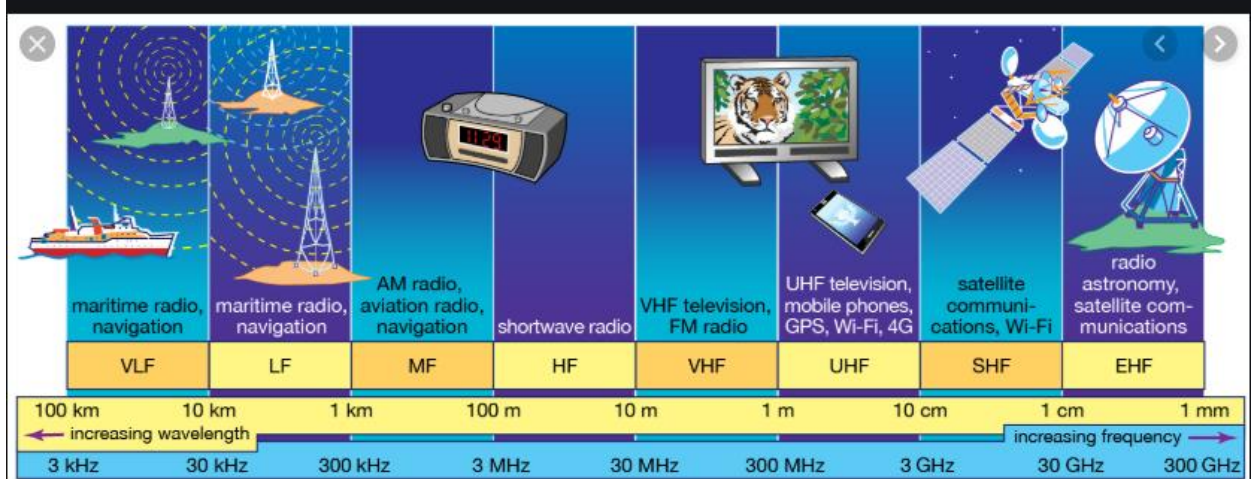 11:29
maritime radio,
navigation
maritime radio,
navigation
AM radio,
aviation radio,
navigation
shortwave radio
VHF television,
FM radio
UHF television,
mobile phones,
GPS, Wi-Fi, 4G
satellite
communi-
cations, Wi-Fi
radio
astronomy,
satellite com-
munications
VLF LF MF HF VHF UHF SHF EHF
100 km 10 km 1 km 100 m 10 m 1 m 10 cm 1 cm 1 mm
increasing wavelength increasing frequency
3 kHz 30 kHz 300 kHz 3 MHz 30 MHz 300 MHz 3 GHz 30 GHz 300 GHz